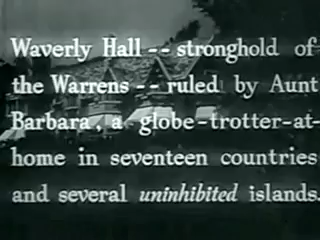 Waverly Hall -- stronghold of
the Warrens -- ruled by Aunt
Barbara, a globe-trotter-at-
home in seventeen countries
and several uninhibited islands.